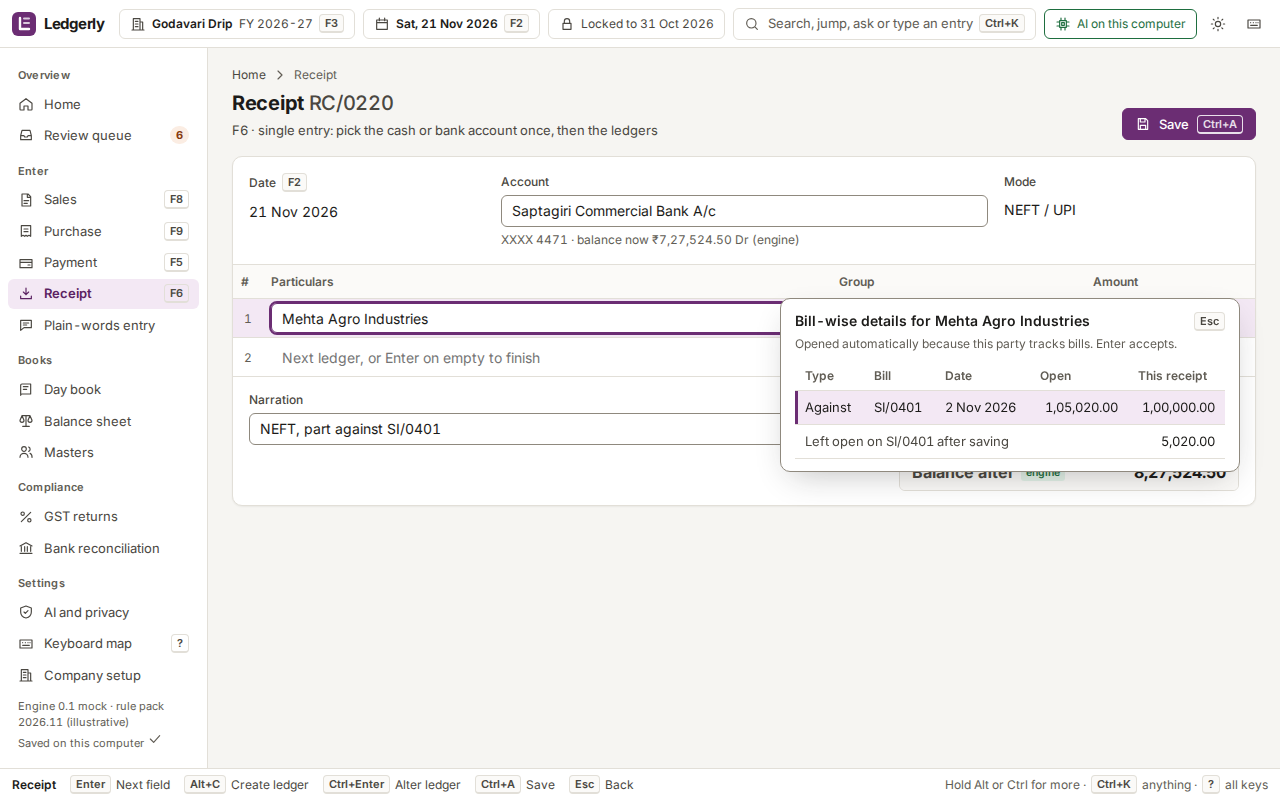 Ledgerly
Godavari Drip FY 2026-27 F3
Sat, 21 Nov 2026 F2
Locked to 31 Oct 2026
Search, jump, ask or type an entry Ctrl+K
AI on this computer
Overview
Home
Review queue 6
Enter
Sales F8
Purchase F9
Payment F5
Receipt F6
Plain-words entry
Books
Day book
Balance sheet
Masters
Compliance
GST returns
Bank reconciliation
Settings
AI and privacy
Keyboard map ?
Company setup
Engine 0.1 mock · rule pack
2026.11 (illustrative)
Saved on this computer
Home Receipt
Receipt RC/0220
F6 · single entry: pick the cash or bank account once, then the ledgers
Save Ctrl+A
Date F2
21 Nov 2026
Account
Saptagiri Commercial Bank A/c
XXXX 4471 · balance now ₹7,27,524.50 Dr (engine)
Mode
NEFT / UPI
# Particulars Group Amount
1 Mehta Agro Industries
2 Next ledger, or Enter on empty to finish
Narration
NEFT, part against SI/0401
Bill-wise details for Mehta Agro Industries Esc
Opened automatically because this party tracks bills. Enter accepts.
Type Bill Date Open This receipt
Against SI/0401 2 Nov 2026 1,05,020.00 1,00,000.00
Left open on SI/0401 after saving 5,020.00
Balance after engine 8,27,524.50
Receipt Enter Next field Alt+C Create ledger Ctrl+Enter Alter ledger Ctrl+A Save Esc Back
Hold Alt or Ctrl for more · Ctrl+K anything · ? all keys